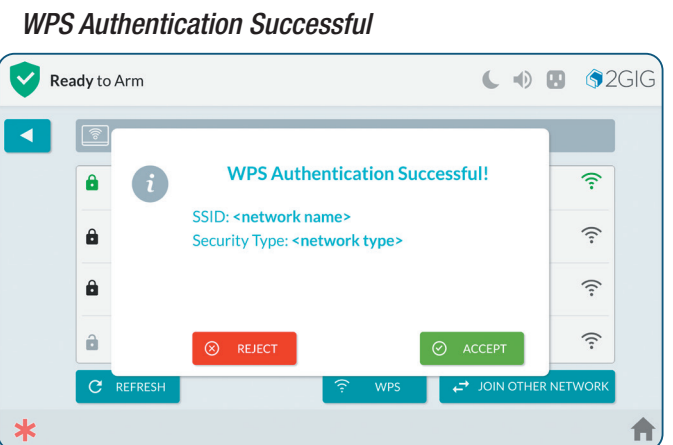 WPS Authentication Successful
Ready to Arm
2GIG
WPS Authentication Successful!
SSID: <network name>
Security Type: <network type>
REJECT
ACCEPT
REFRESH
WPS
JOIN OTHER NETWORK